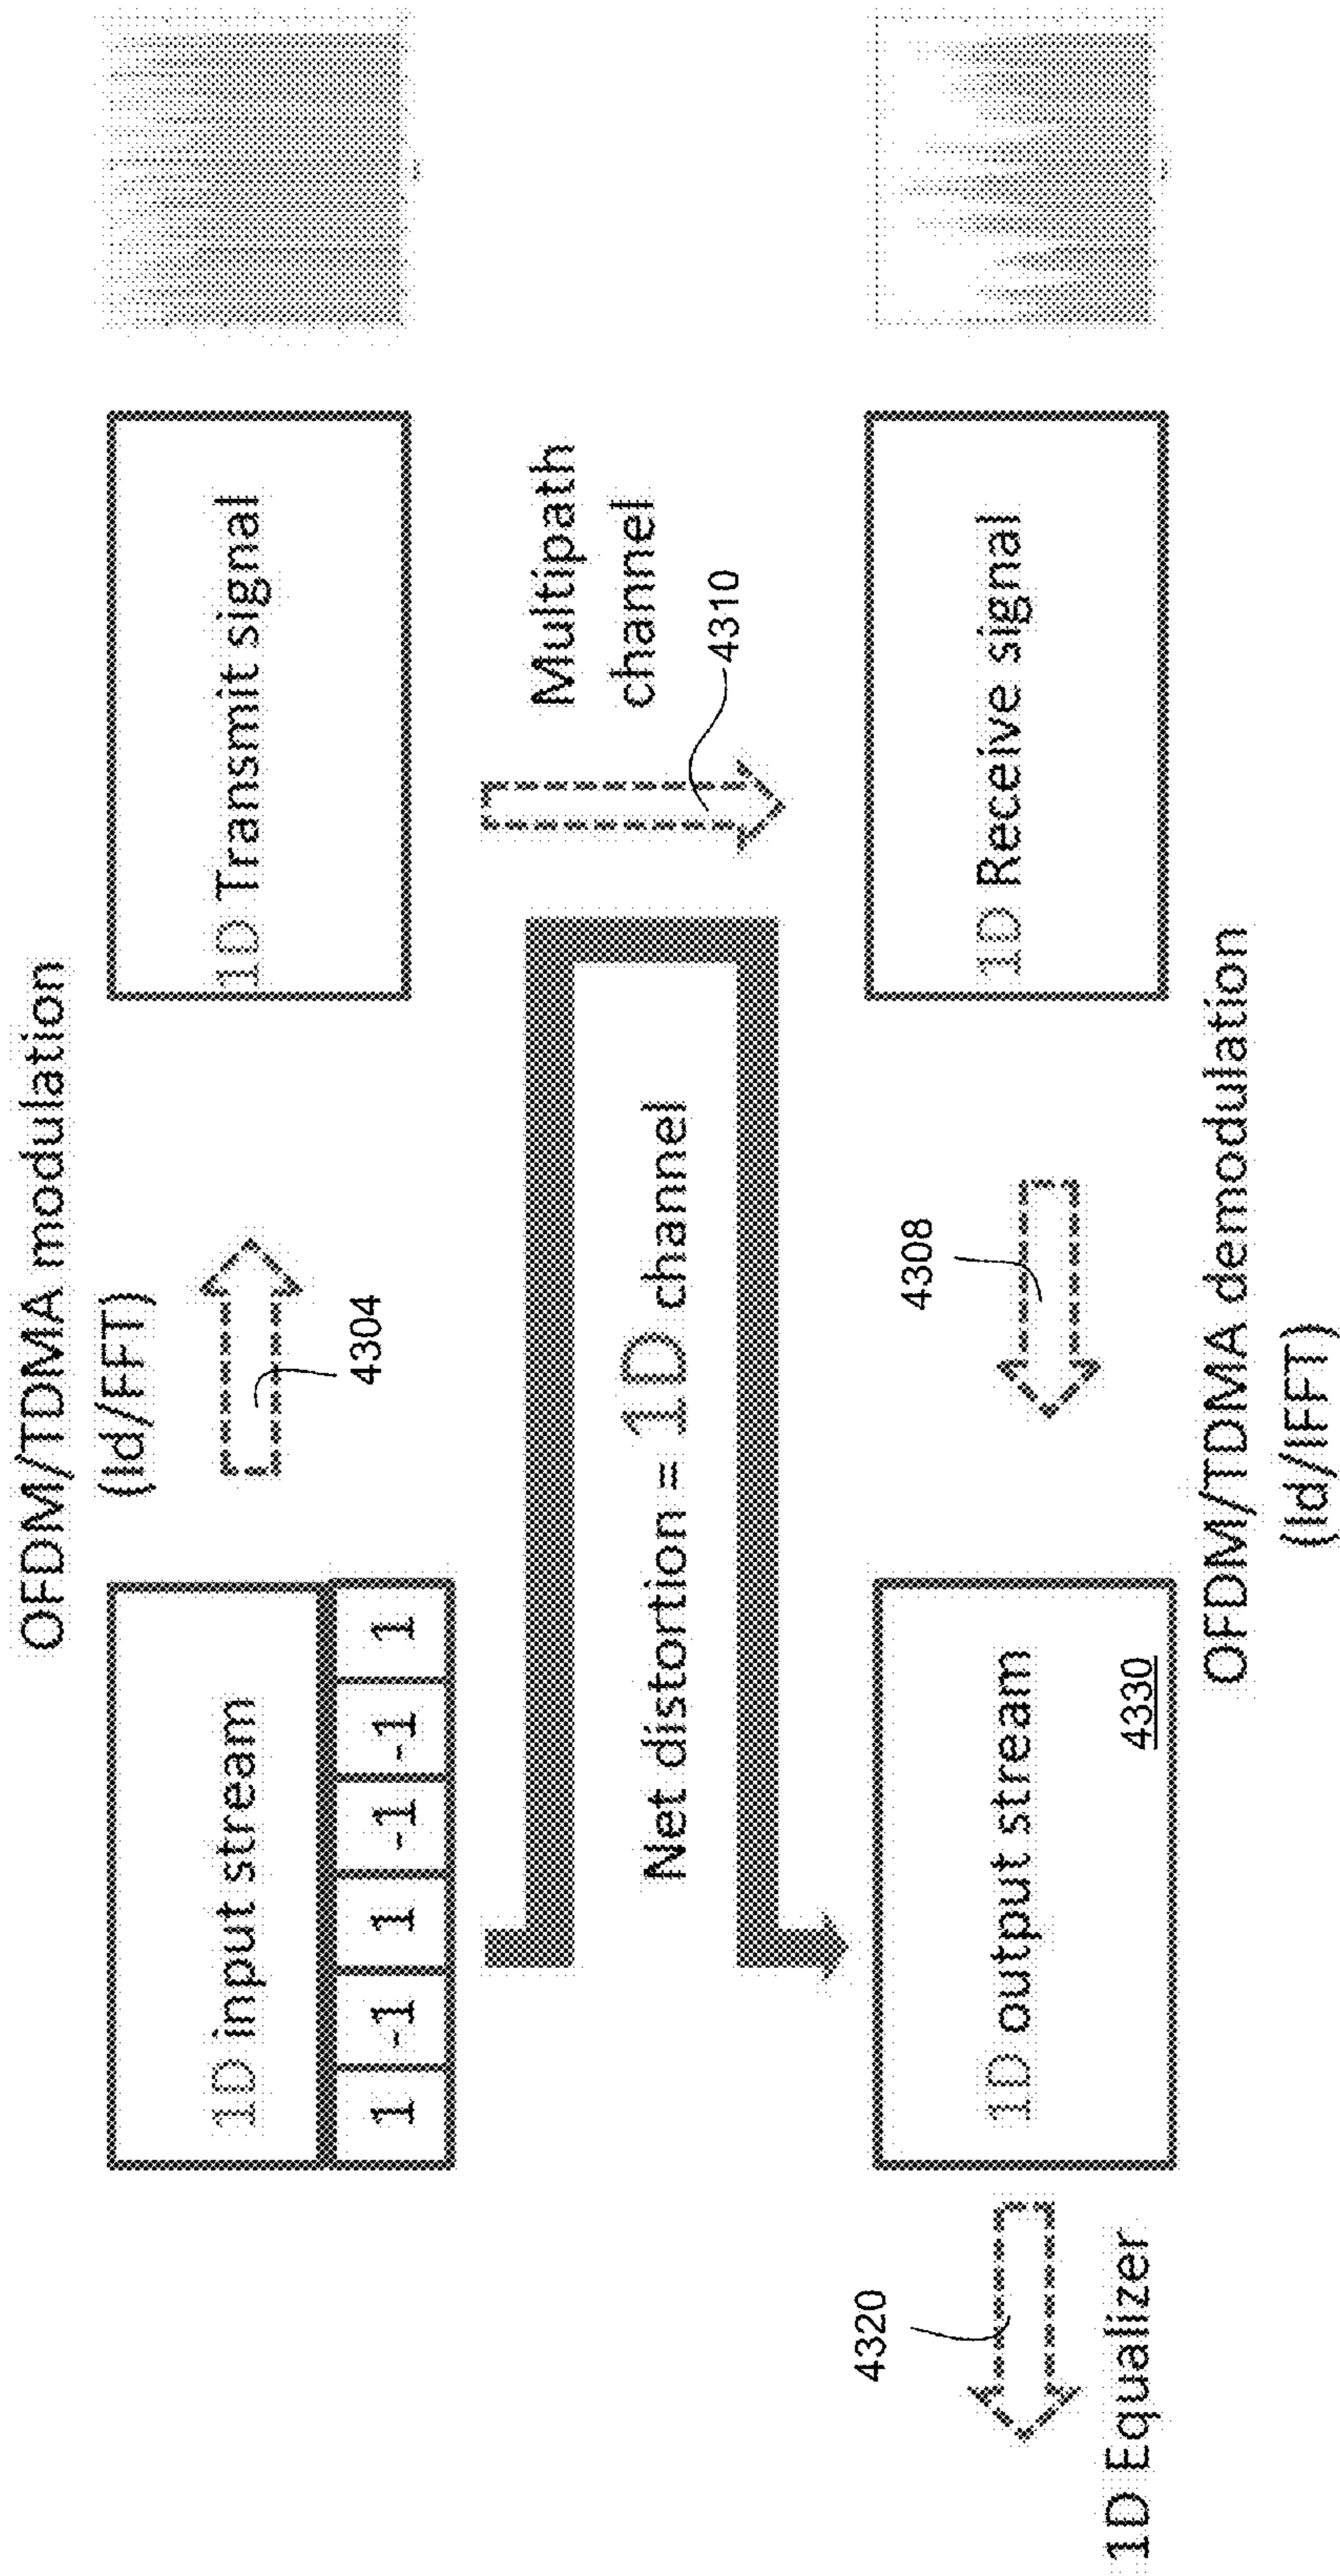 OFDM/TDMA modulation
(Id/FFT)
1D input stream
1 -1 1 -1 -1 1
4304
1D Transmit signal
Multipath
channel
4310
Net distortion = 1D channel
1D Receive signal
4308
OFDM/TDMA demodulation
(Id/IFFT)
1D output stream
4330
4320
1D Equalizer